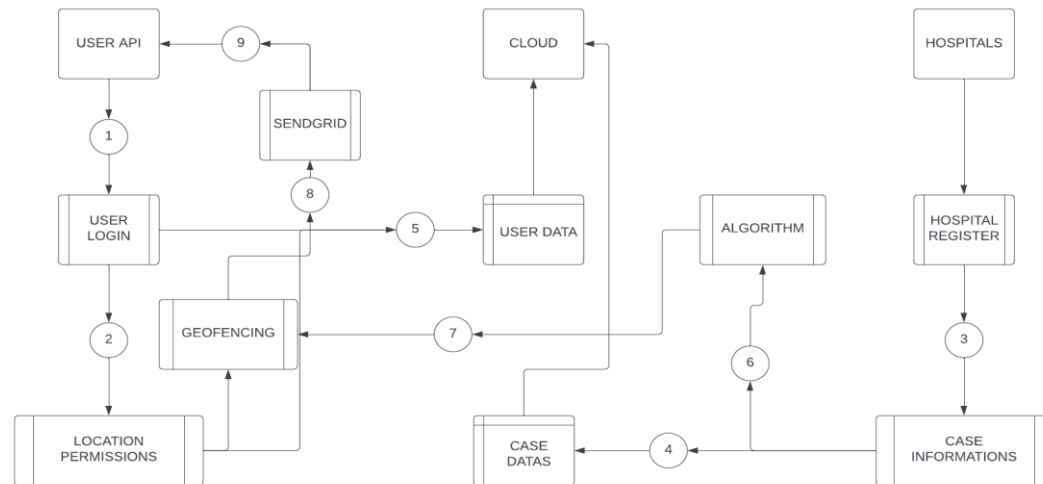 USER API
9
CLOUD
HOSPITALS
SENDGRID
1
8
USER
LOGIN
5
USER DATA
ALGORITHM
HOSPITAL
REGISTER
GEOFENCING
7
2
3
6
LOCATION
PERMISSIONS
CASE
DATAS
4
CASE
INFORMATIONS